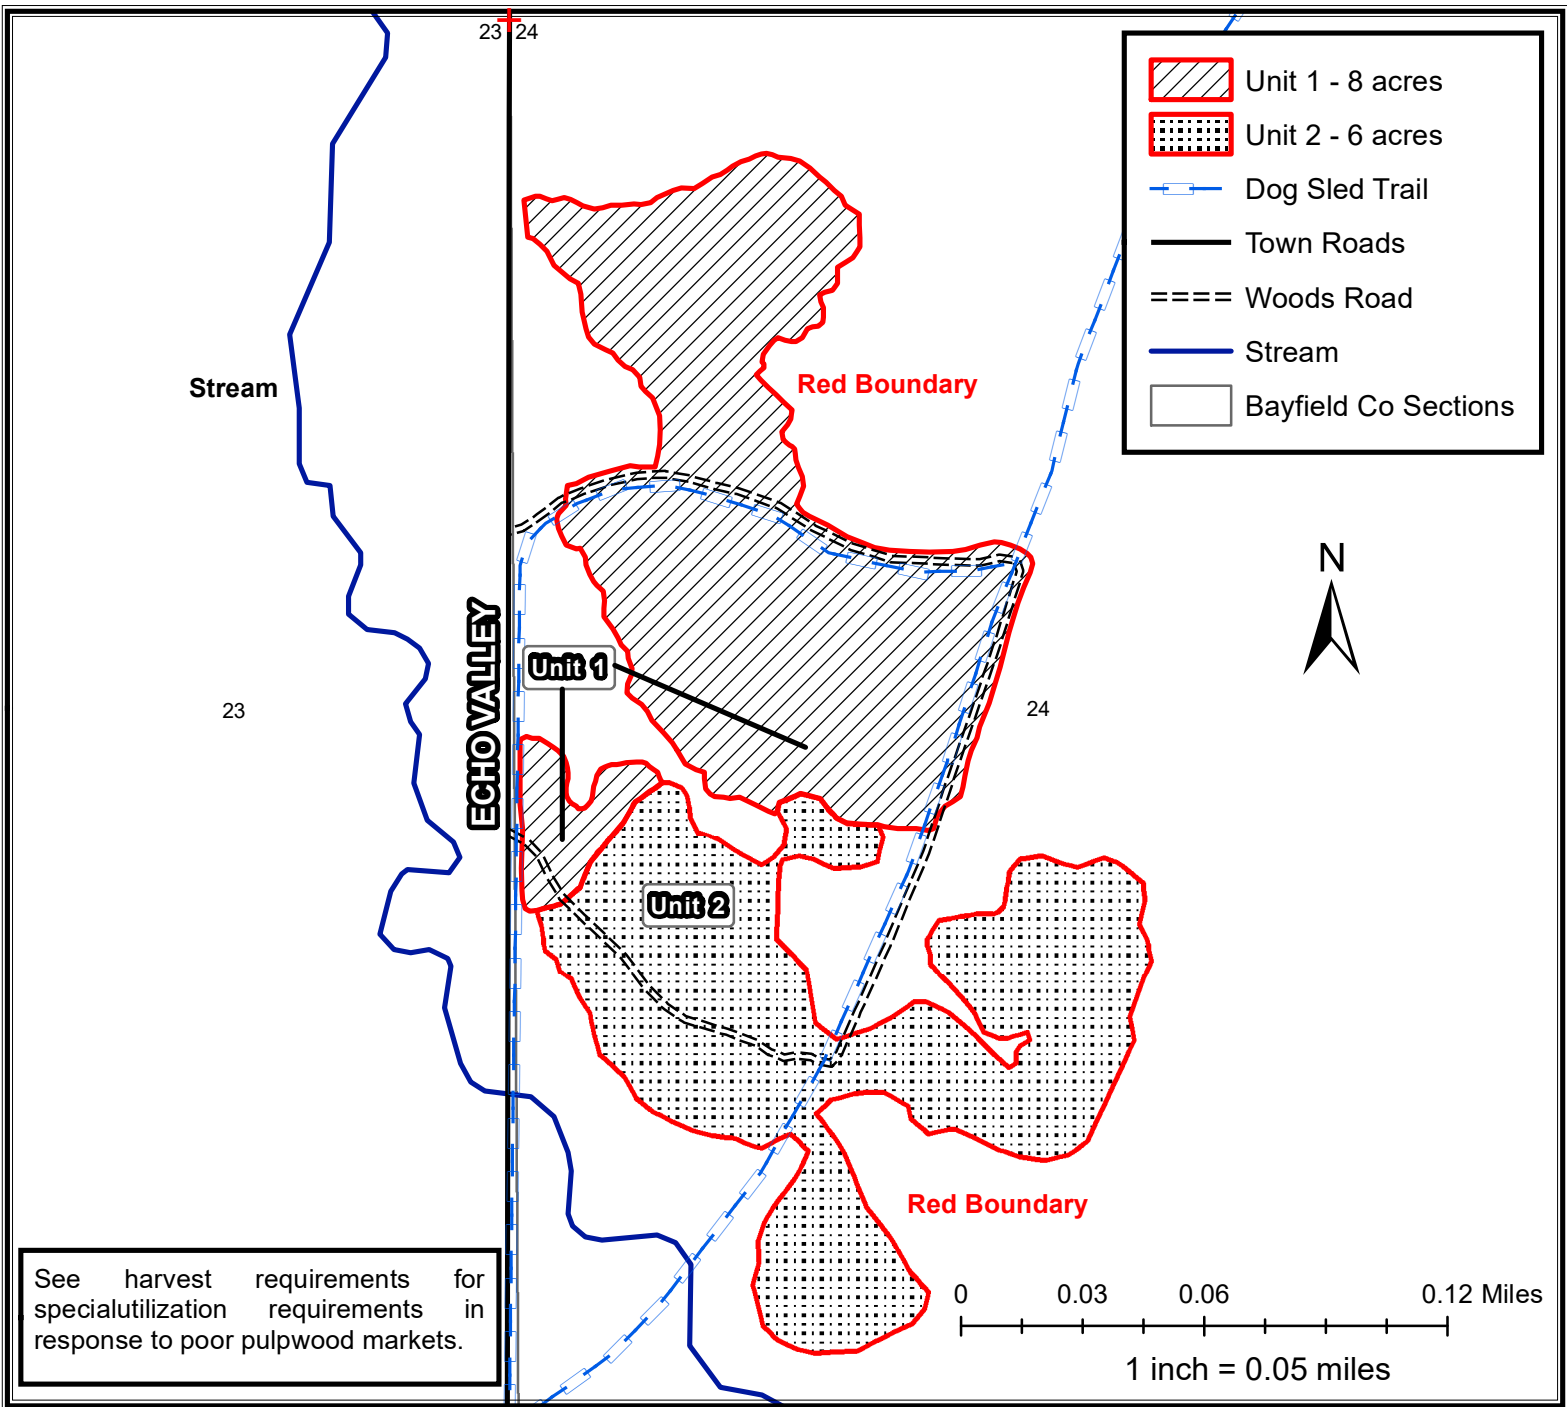 23 24
Unit 1 - 8 acres
Unit 2 - 6 acres
Dog Sled Trail
Town Roads
Woods Road
Stream
Bayfield Co Sections
Stream
Red Boundary
N
ECHO VALLEY
Unit 1
23
24
Unit 2
Red Boundary
See harvest requirements for
specialutilization requirements in
response to poor pulpwood markets.
0 0.03 0.06 0.12 Miles
1 inch = 0.05 miles